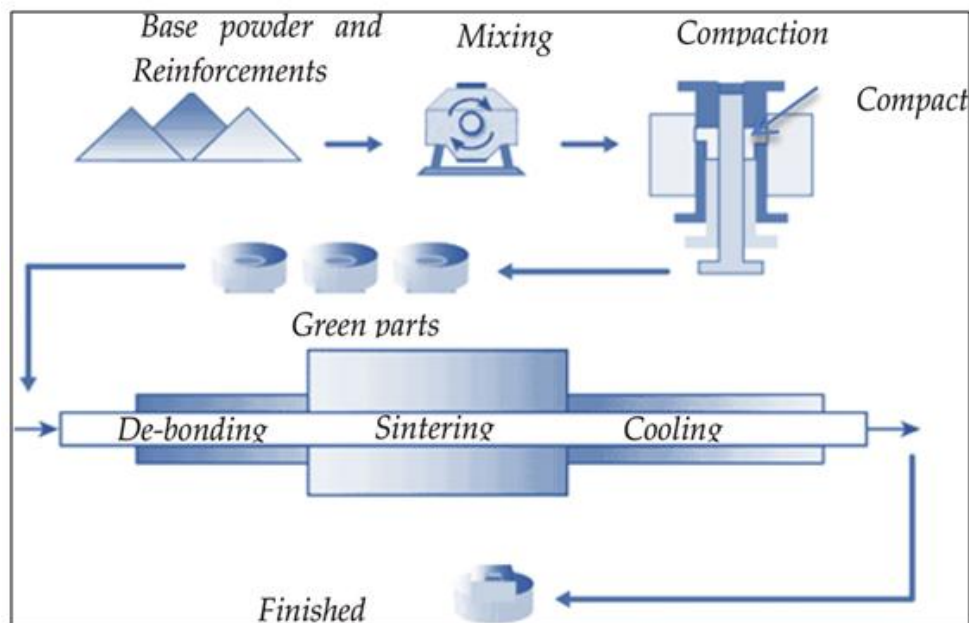 Base powder and
Reinforcements
Mixing
Compaction
Compact
Green parts
De-bonding
Sintering
Cooling
Finished